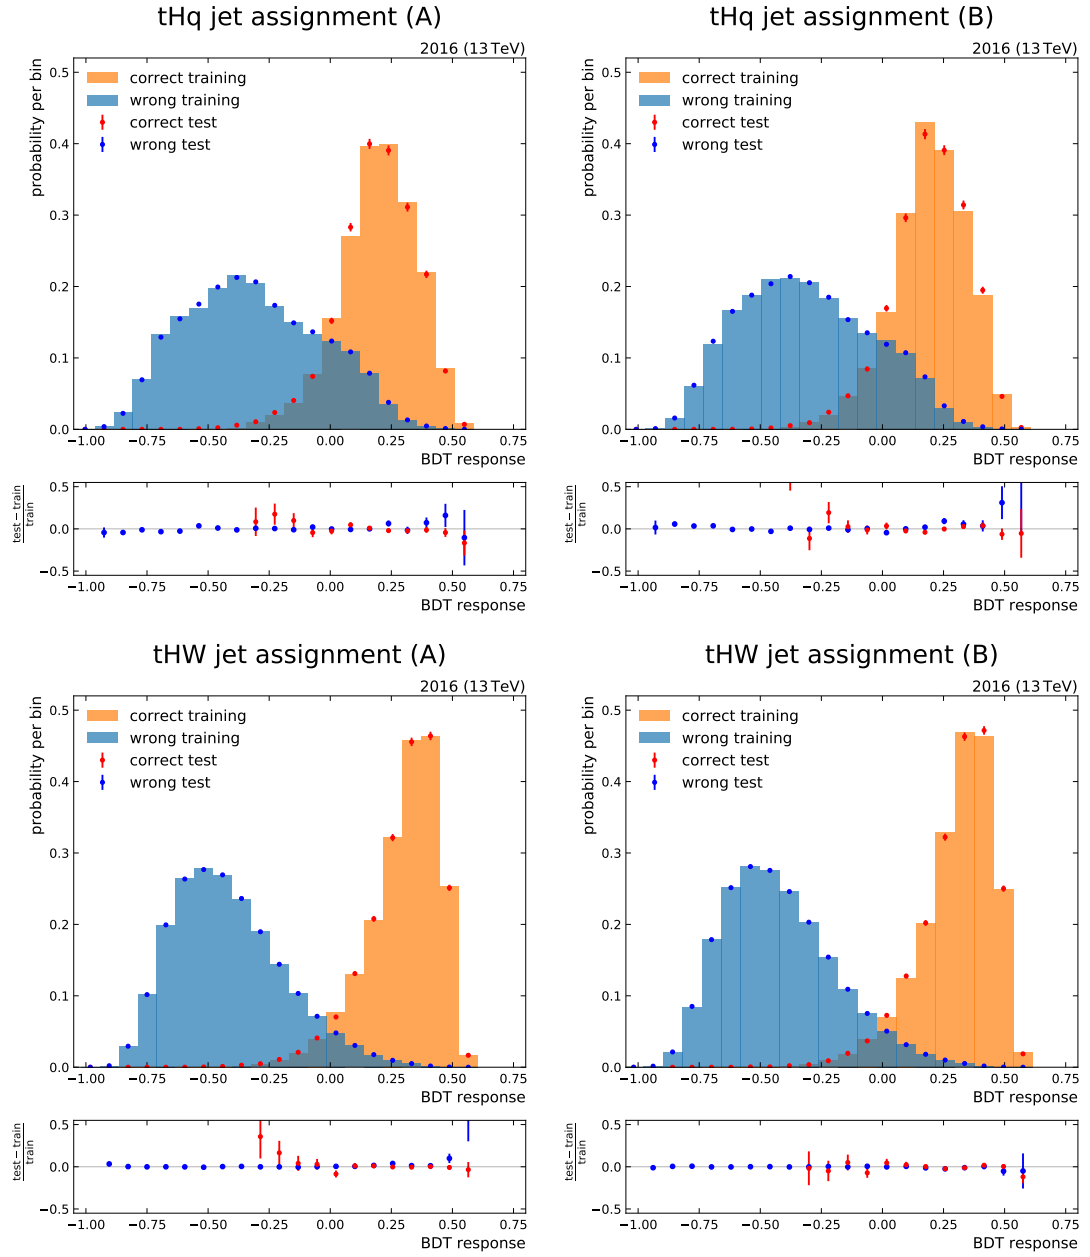 tHq jet assignment (A)
2016 (13 TeV)
probability per bin
0.5
0.4
0.3
0.2
0.1
0.0
correct training
wrong training
correct test
wrong test
−1.00 −0.75 −0.50 −0.25 0.00 0.25 0.50 0.75
BDT response
test − train
train
0.5
0.0
−0.5
−1.00 −0.75 −0.50 −0.25 0.00 0.25 0.50 0.75
BDT response
tHq jet assignment (B)
2016 (13 TeV)
probability per bin
0.5
0.4
0.3
0.2
0.1
0.0
correct training
wrong training
correct test
wrong test
−1.00 −0.75 −0.50 −0.25 0.00 0.25 0.50 0.75
BDT response
test − train
train
0.5
0.0
−0.5
−1.00 −0.75 −0.50 −0.25 0.00 0.25 0.50 0.75
BDT response
tHW jet assignment (A)
2016 (13 TeV)
probability per bin
0.5
0.4
0.3
0.2
0.1
0.0
correct training
wrong training
correct test
wrong test
−1.00 −0.75 −0.50 −0.25 0.00 0.25 0.50 0.75
BDT response
test − train
train
0.5
0.0
−0.5
−1.00 −0.75 −0.50 −0.25 0.00 0.25 0.50 0.75
BDT response
tHW jet assignment (B)
2016 (13 TeV)
probability per bin
0.5
0.4
0.3
0.2
0.1
0.0
correct training
wrong training
correct test
wrong test
−1.00 −0.75 −0.50 −0.25 0.00 0.25 0.50 0.75
BDT response
test − train
train
0.5
0.0
−0.5
−1.00 −0.75 −0.50 −0.25 0.00 0.25 0.50 0.75
BDT response